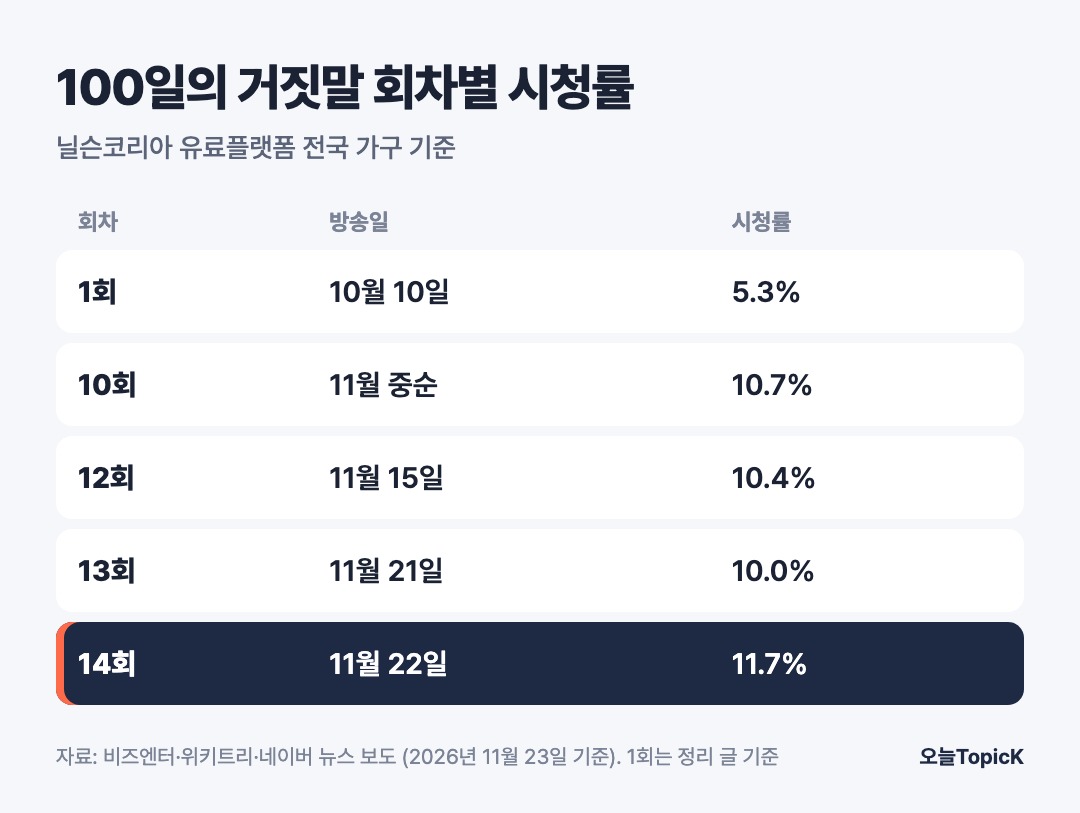 100일의 거짓말 회차별 시청률
닐슨코리아 유료플랫폼 전국 가구 기준
회차 방송일 시청률
1회 10월 10일 5.3%
10회 11월 중순 10.7%
12회 11월 15일 10.4%
13회 11월 21일 10.0%
14회 11월 22일 11.7%
자료: 비즈엔터·위키트리·네이버 뉴스 보도 (2026년 11월 23일 기준). 1회는 정리 글 기준 오늘TopicK